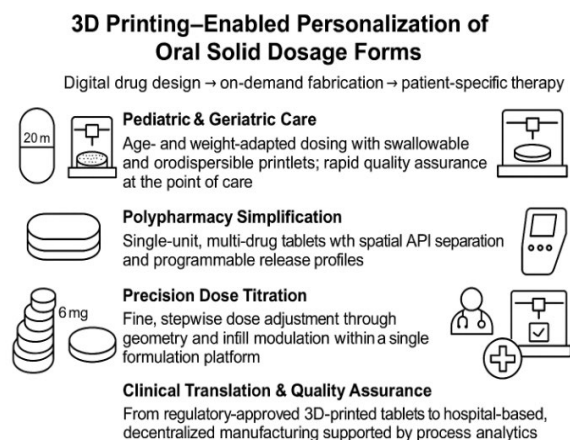 3D Printing–Enabled Personalization of
Oral Solid Dosage Forms
Digital drug design → on-demand fabrication → patient-specific therapy
20 m
Pediatric & Geriatric Care
Age- and weight-adapted dosing with swallowable
and orodispersible printlets; rapid quality assurance
at the point of care
Polypharmacy Simplification
Single-unit, multi-drug tablets wth spatial API separation
and programmable release profiles
6 mg
Precision Dose Titration
Fine, stepwise dose adjustment through
geometry and infill modulation within a single
formulation platform
Clinical Translation & Quality Assurance
From regulatory-approved 3D-printed tablets to hospital-based,
decentralized manufacturing supported by process analytics